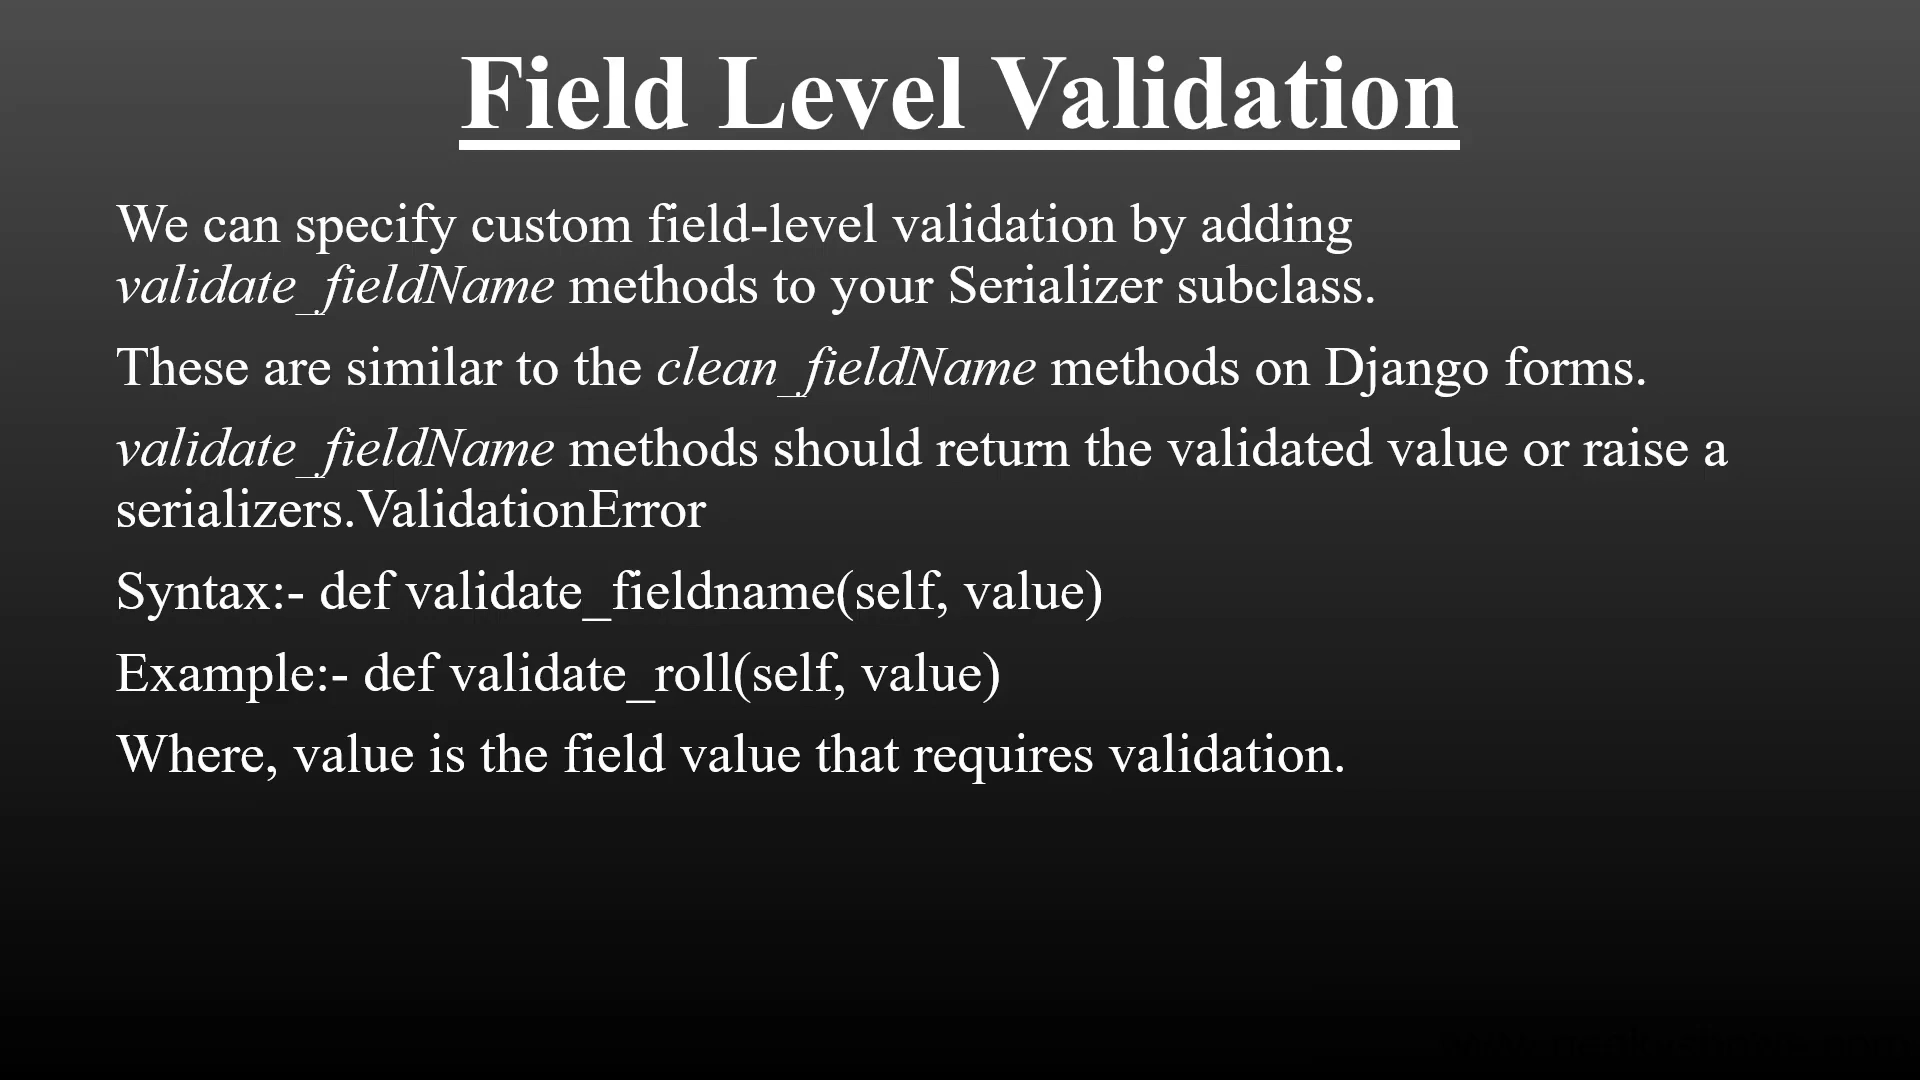 Field Level Validation
We can specify custom field-level validation by adding
validate_fieldName methods to your Serializer subclass.
These are similar to the clean_fieldName methods on Django forms.
validate_fieldName methods should return the validated value or raise a
serializers.ValidationError
Syntax:- def validate_fieldname(self, value)
Example:- def validate_roll(self, value)
Where, value is the field value that requires validation.